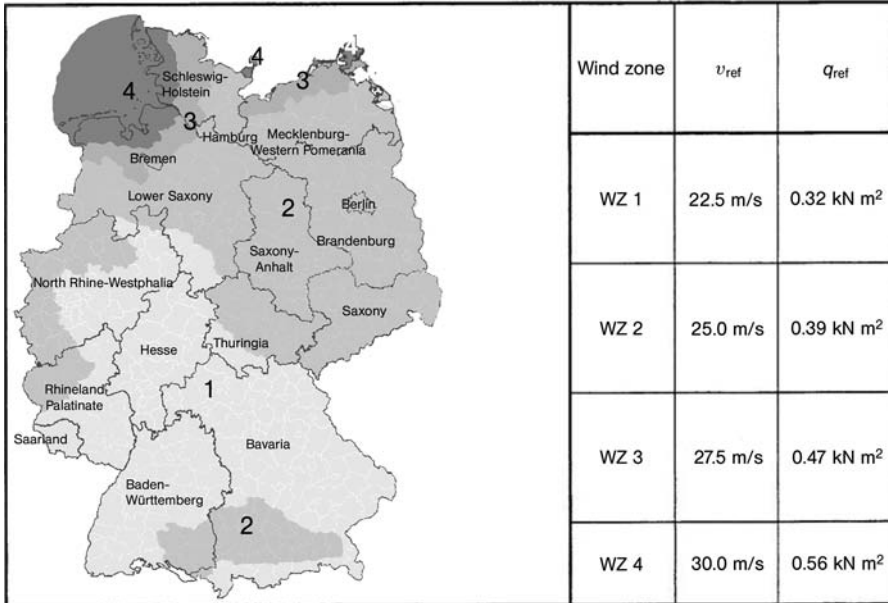 4
Schleswig-
Holstein
4
3
3
Hamburg
Mecklenburg-
Western Pomerania
Bremen
Lower Saxony
2
Berlin
Brandenburg
Saxony-
Anhalt
North Rhine-Westphalia
Saxony
Hesse
Thuringia
Rhineland-
Palatinate
1
Saarland
Bavaria
Baden-
Württemberg
2
Wind zone v_ref q_ref
WZ 1 22.5 m/s 0.32 kN m²
WZ 2 25.0 m/s 0.39 kN m²
WZ 3 27.5 m/s 0.47 kN m²
WZ 4 30.0 m/s 0.56 kN m²